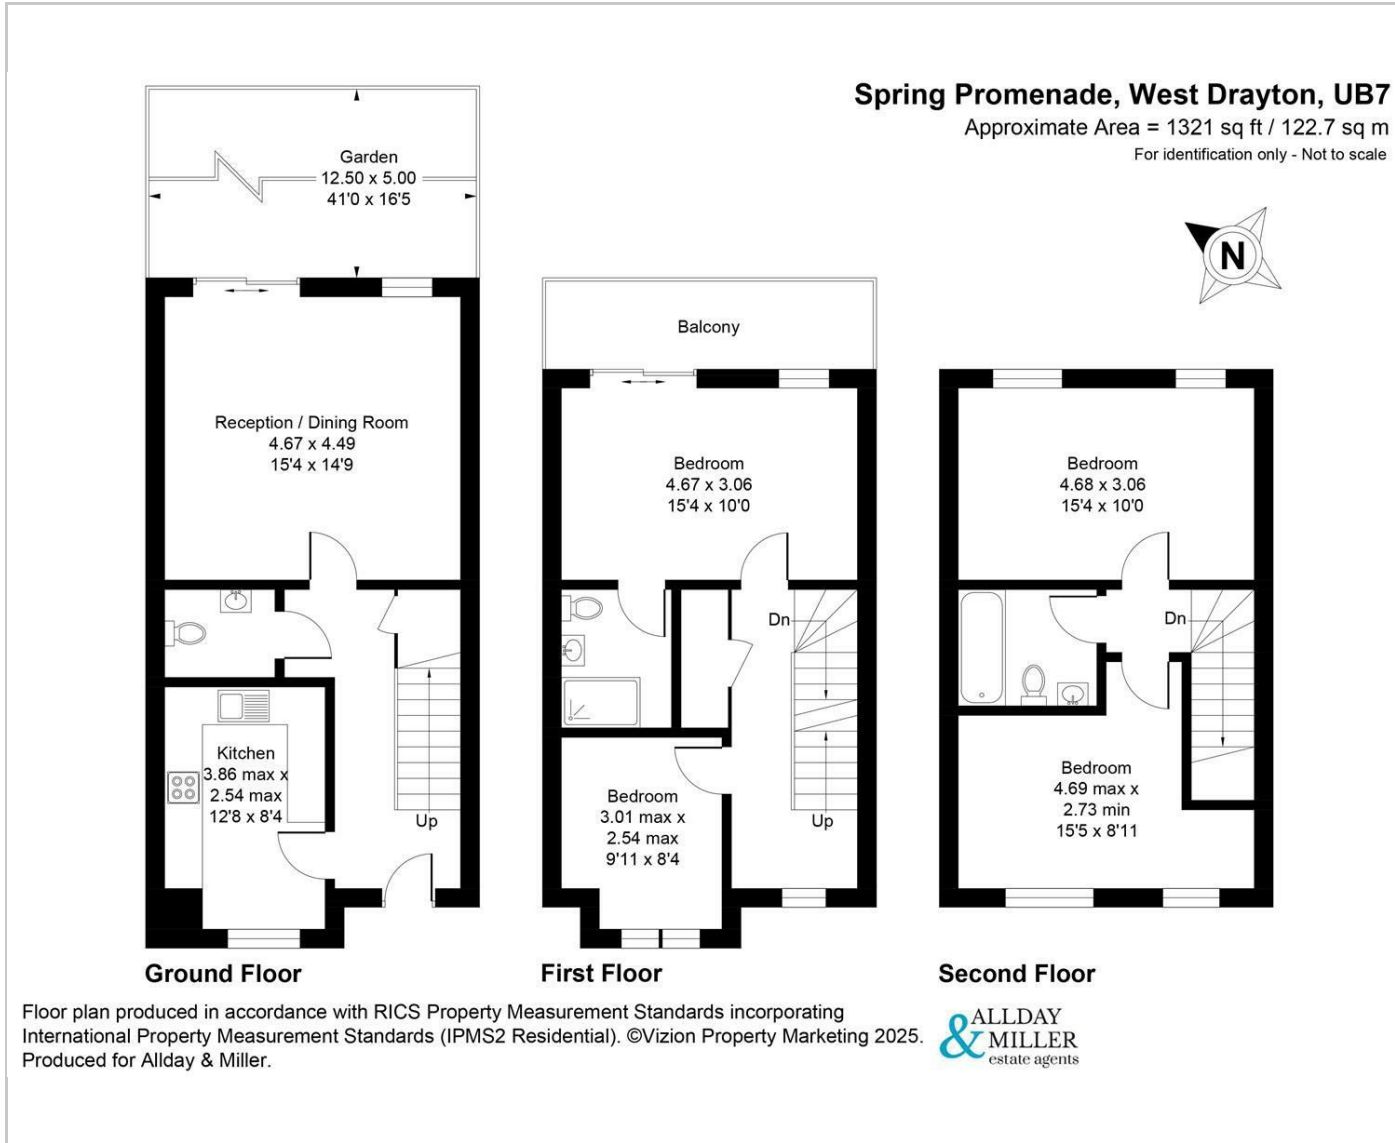 Spring Promenade, West Drayton, UB7
Approximate Area = 1321 sq ft / 122.7 sq m
For identification only - Not to scale
N
Garden
12.50 x 5.00
41'0 x 16'5
Reception / Dining Room
4.67 x 4.49
15'4 x 14'9
Kitchen
3.86 max x
2.54 max
12'8 x 8'4
Up
Ground Floor
Balcony
Bedroom
4.67 x 3.06
15'4 x 10'0
Dn
Bedroom
3.01 max x
2.54 max
9'11 x 8'4
Up
First Floor
Bedroom
4.68 x 3.06
15'4 x 10'0
Dn
Bedroom
4.69 max x
2.73 min
15'5 x 8'11
Second Floor
Floor plan produced in accordance with RICS Property Measurement Standards incorporating
International Property Measurement Standards (IPMS2 Residential). ©Vizion Property Marketing 2025.
Produced for Allday & Miller.
ALLDAY
& MILLER
estate agents